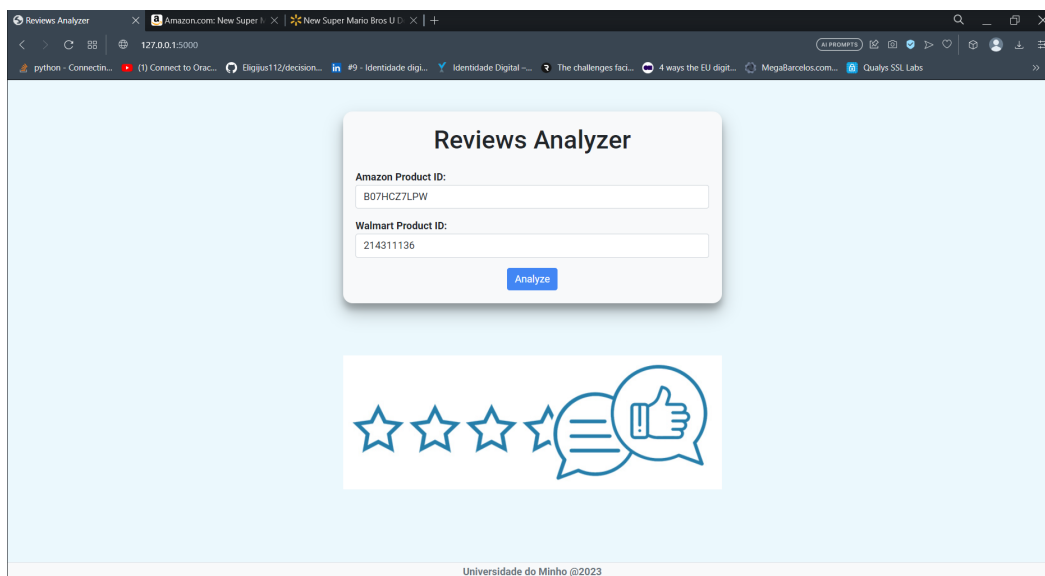 Reviews Analyzer
Amazon.com: New Super M
New Super Mario Bros U D
127.0.0.1:5000
AI PROMPTS
python - Connectin...
(1) Connect to Orac...
Eligijus112/decision...
#9 - Identidade digi...
Identidade Digital –...
The challenges faci...
4 ways the EU digit...
MegaBarcelos.com...
Qualys SSL Labs
Reviews Analyzer
Amazon Product ID:
B07HCZ7LPW
Walmart Product ID:
214311136
Analyze
Universidade do Minho @2023